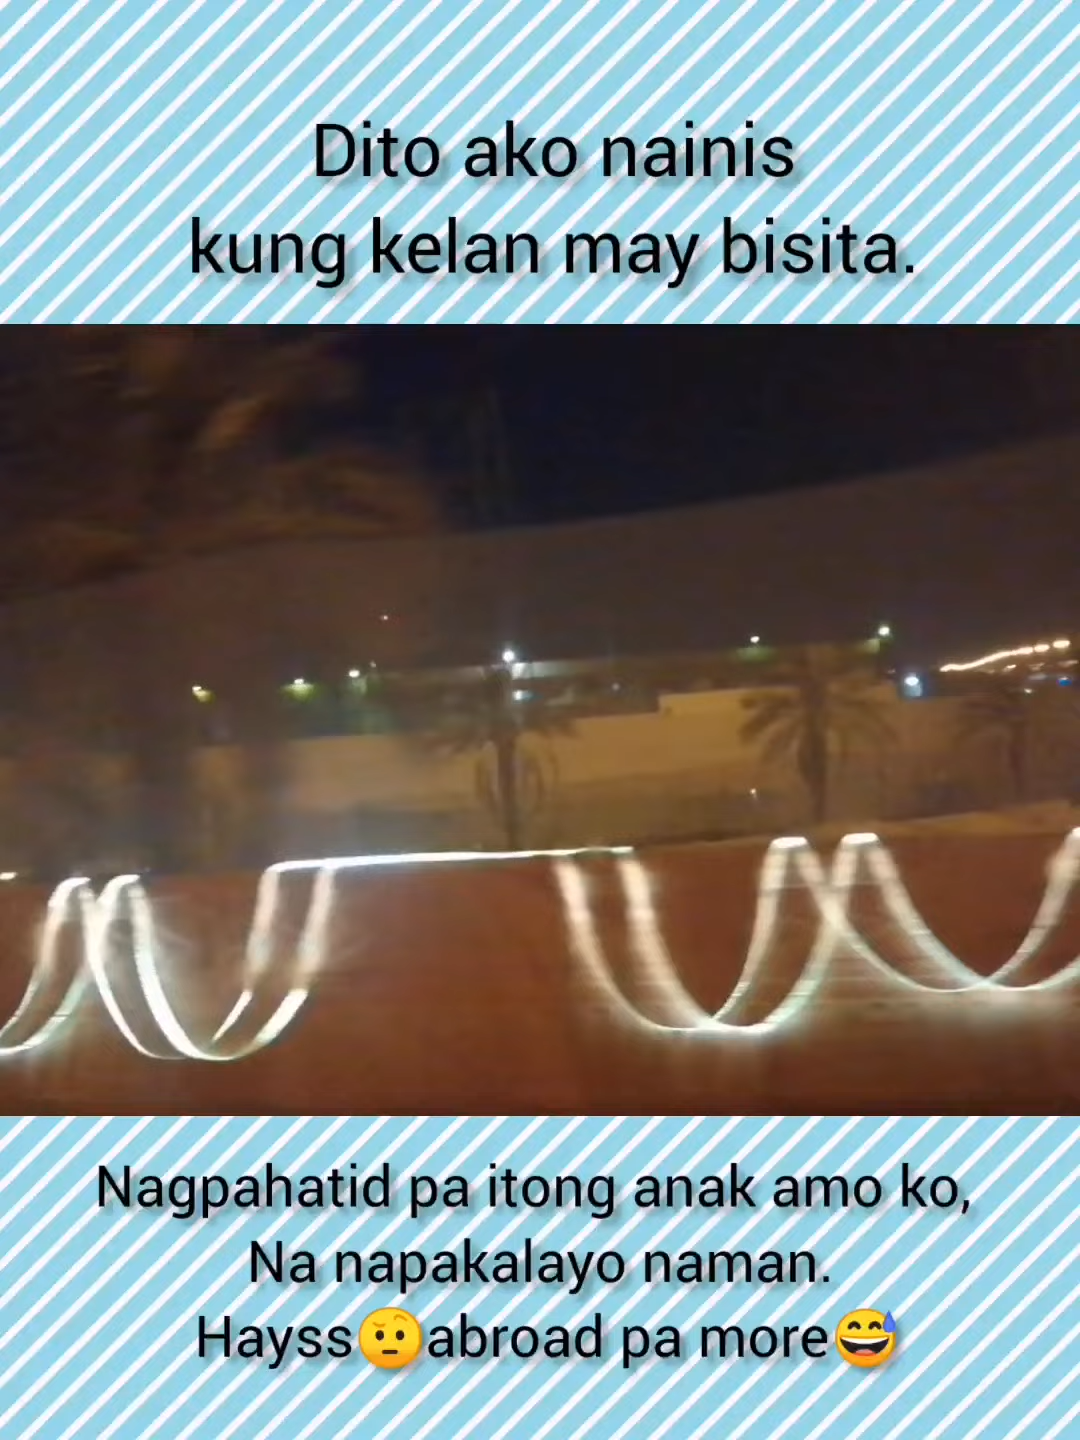 Dito ako nainis
kung kelan may bisita.
Nagpahatid pa itong anak amo ko,
Na napakalayo naman.
Hayss🤨abroad pa more😅